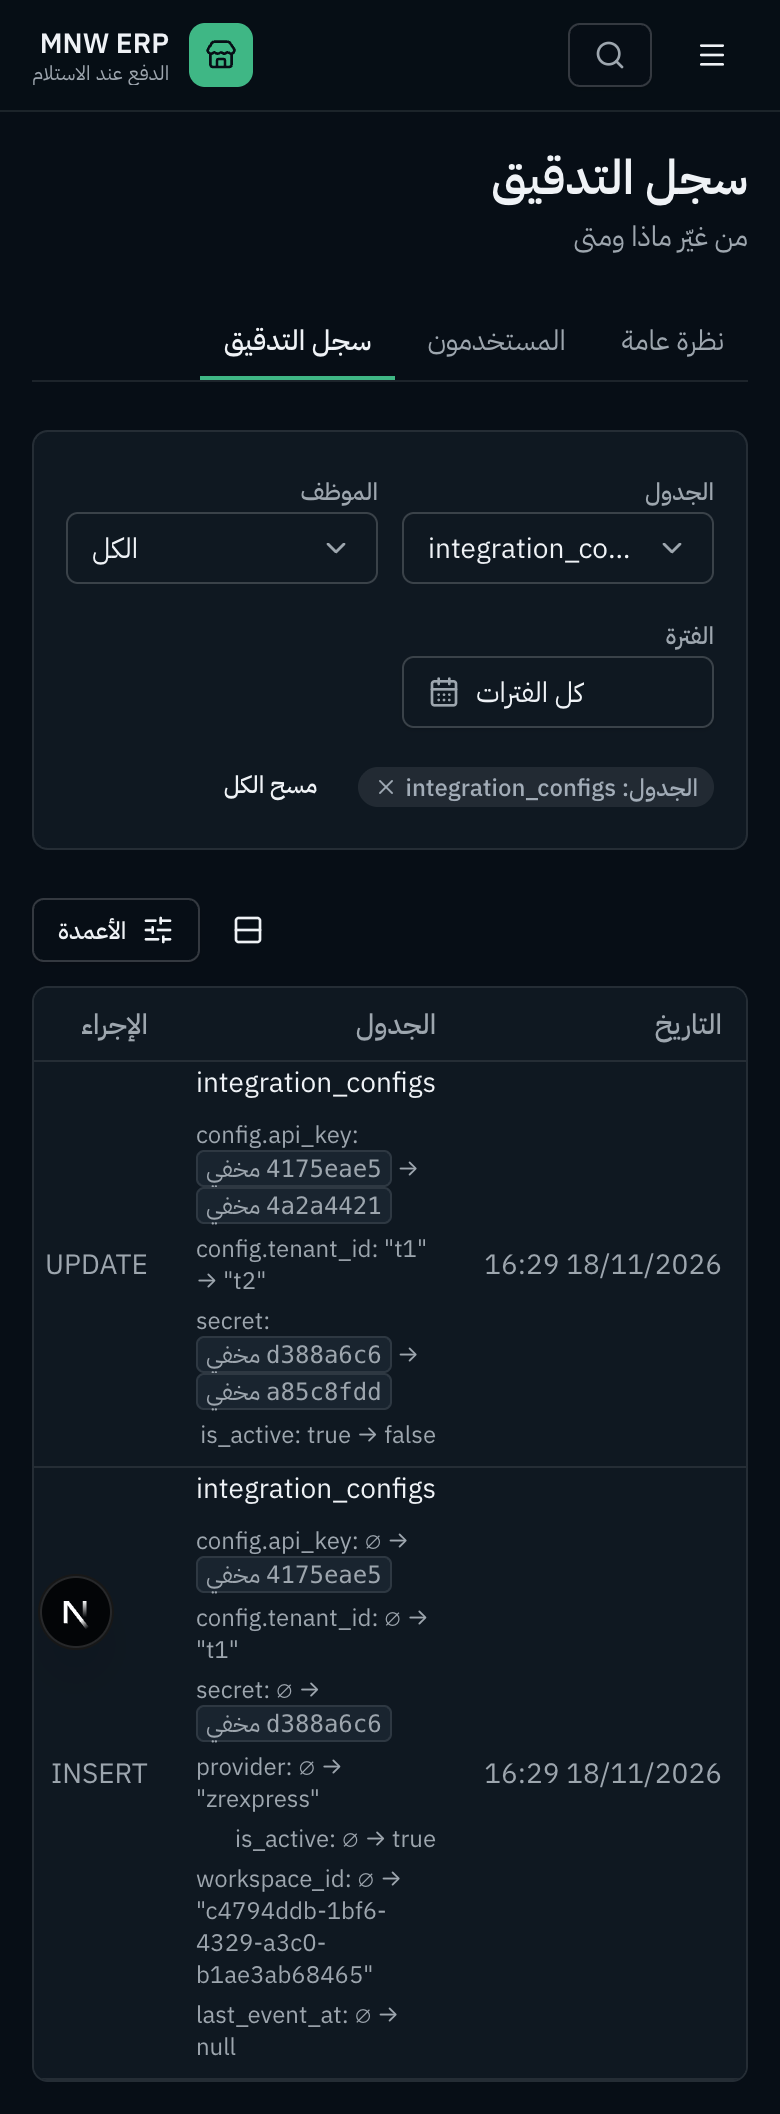 MNW ERP
الدفع عند الاستلام
سجل التدقيق
من غيّر ماذا ومتى
نظرة عامة
المستخدمون
سجل التدقيق
الجدول
الموظف
integration_co...
الكل
الفترة
كل الفترات
الجدول: integration_configs
مسح الكل
الأعمدة
التاريخ
الجدول
الإجراء
18/11/2026 16:29
integration_configs
config.api_key:
4175eae5 مخفي →
4a2a4421 مخفي
config.tenant_id: "t1"
→ "t2"
secret:
d388a6c6 مخفي →
a85c8fdd مخفي
is_active: true → false
UPDATE
18/11/2026 16:29
integration_configs
config.api_key: ∅ →
4175eae5 مخفي
config.tenant_id: ∅ →
"t1"
secret: ∅ →
d388a6c6 مخفي
provider: ∅ →
"zrexpress"
is_active: ∅ → true
workspace_id: ∅ →
"c4794ddb-1bf6-
4329-a3c0-
b1ae3ab68465"
last_event_at: ∅ →
null
INSERT
N